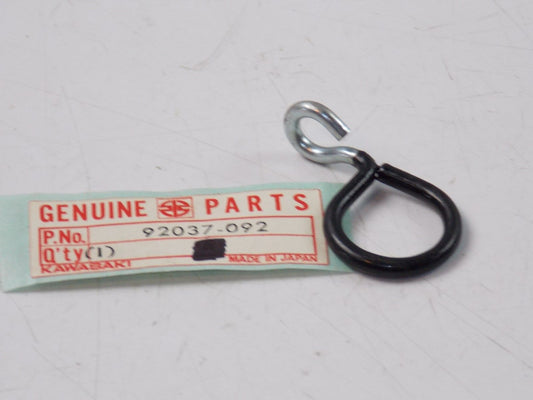 GENUINE PARTS
P.No. 92037-092
Q'ty (1) MADE IN JAPAN
KAWASAKI